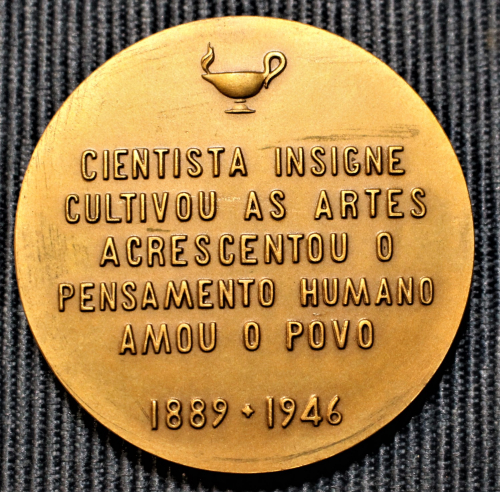 CIENTISTA INSIGNE
CULTIVOU AS ARTES
ACRESCENTOU O
PENSAMENTO HUMANO
AMOU O POVO
1889 + 1946